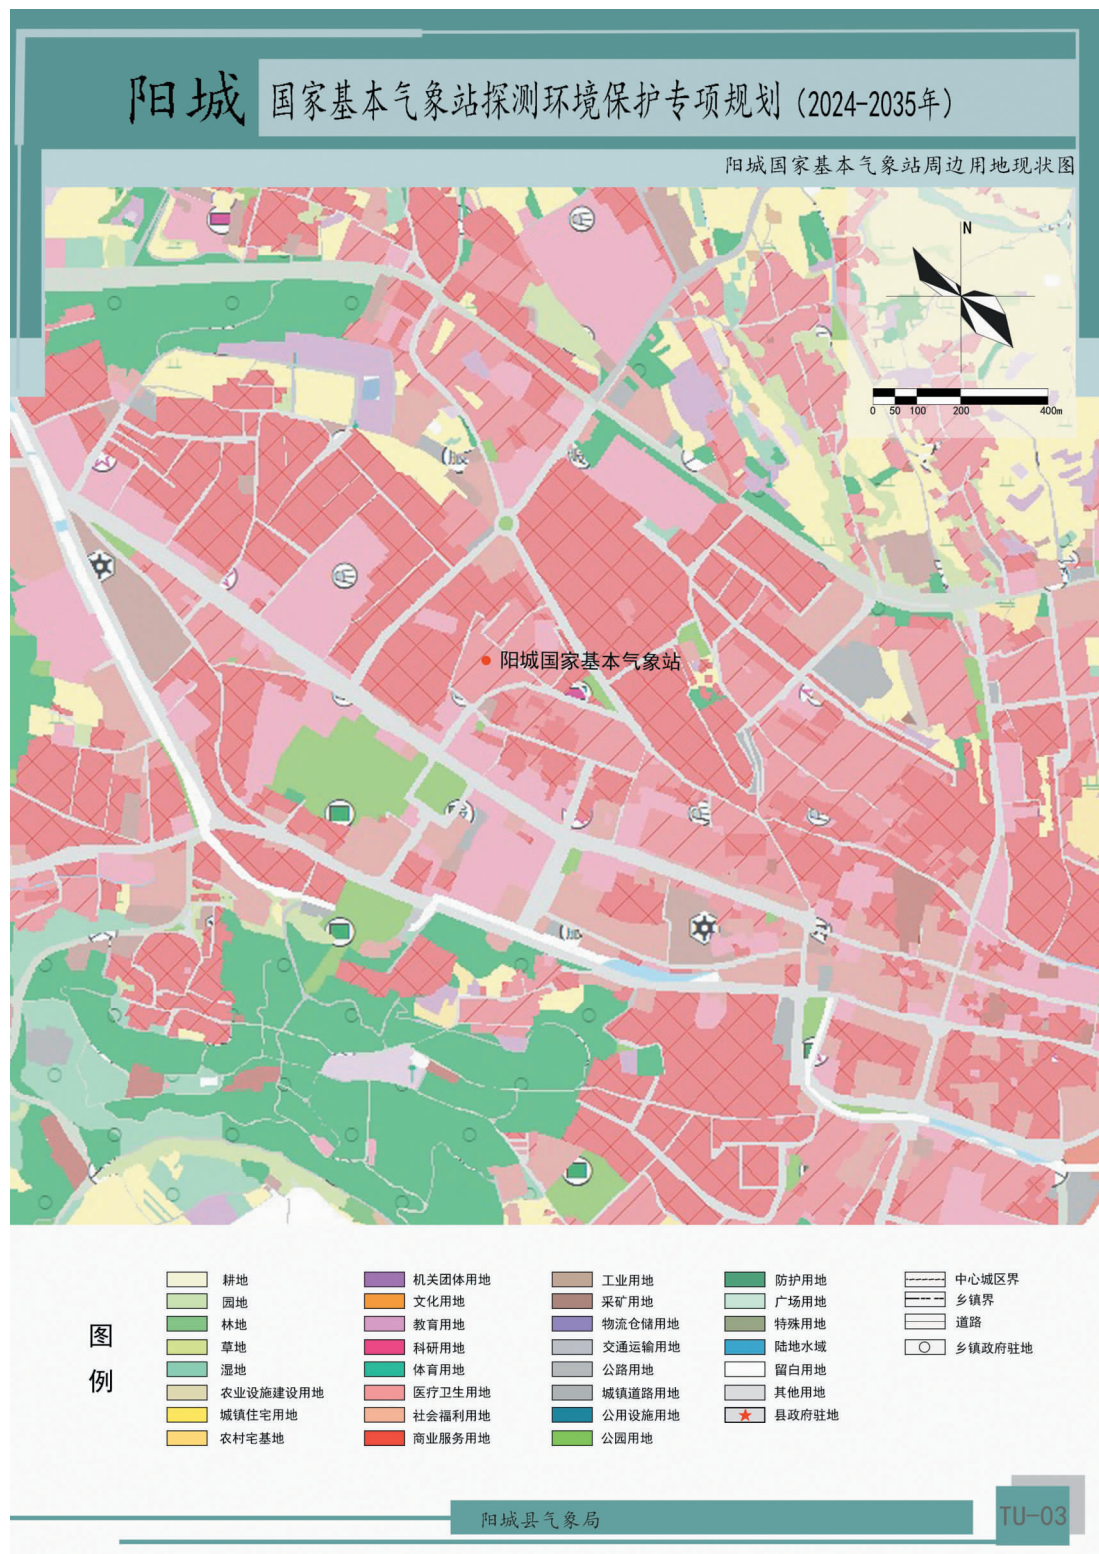 阳城 国家基本气象站探测环境保护专项规划（2024-2035年）
阳城国家基本气象站周边用地现状图
N
0 50 100 200 400m
阳城国家基本气象站
图例
耕地
园地
林地
草地
湿地
农业设施建设用地
城镇住宅用地
农村宅基地
机关团体用地
文化用地
教育用地
科研用地
体育用地
医疗卫生用地
社会福利用地
商业服务用地
工业用地
采矿用地
物流仓储用地
交通运输用地
公路用地
城镇道路用地
公用设施用地
公园用地
防护用地
广场用地
特殊用地
陆地水域
留白用地
其他用地
县政府驻地
中心城区界
乡镇界
道路
乡镇政府驻地
阳城县气象局
TU-03